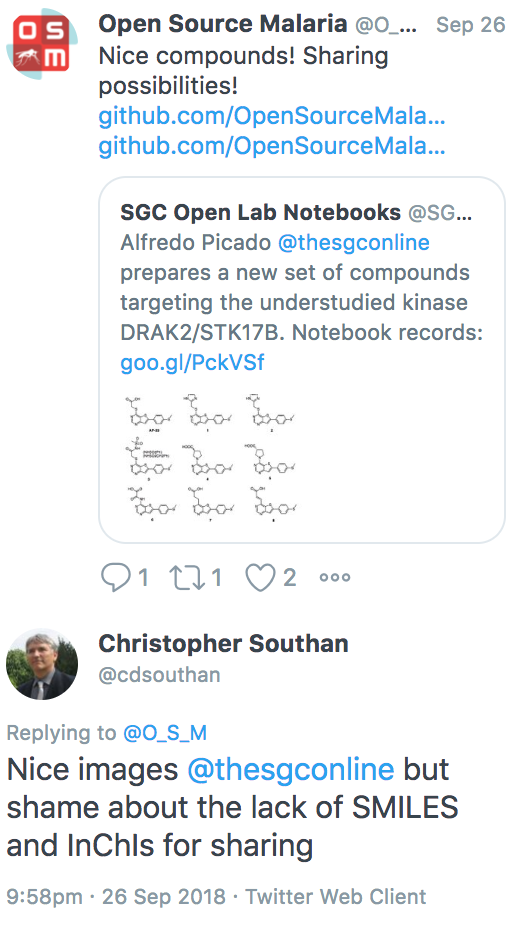 OS
M
Open Source Malaria @O_... Sep 26
Nice compounds! Sharing
possibilities!
github.com/OpenSourceMala...
github.com/OpenSourceMala...
SGC Open Lab Notebooks @SG...
Alfredo Picado @thesgconline
prepares a new set of compounds
targeting the understudied kinase
DRAK2/STK17B. Notebook records:
goo.gl/PckVSf
1 1 2
Christopher Southan
@cdsouthan
Replying to @O_S_M
Nice images @thesgconline but
shame about the lack of SMILES
and InChIs for sharing
9:58pm · 26 Sep 2018 · Twitter Web Client